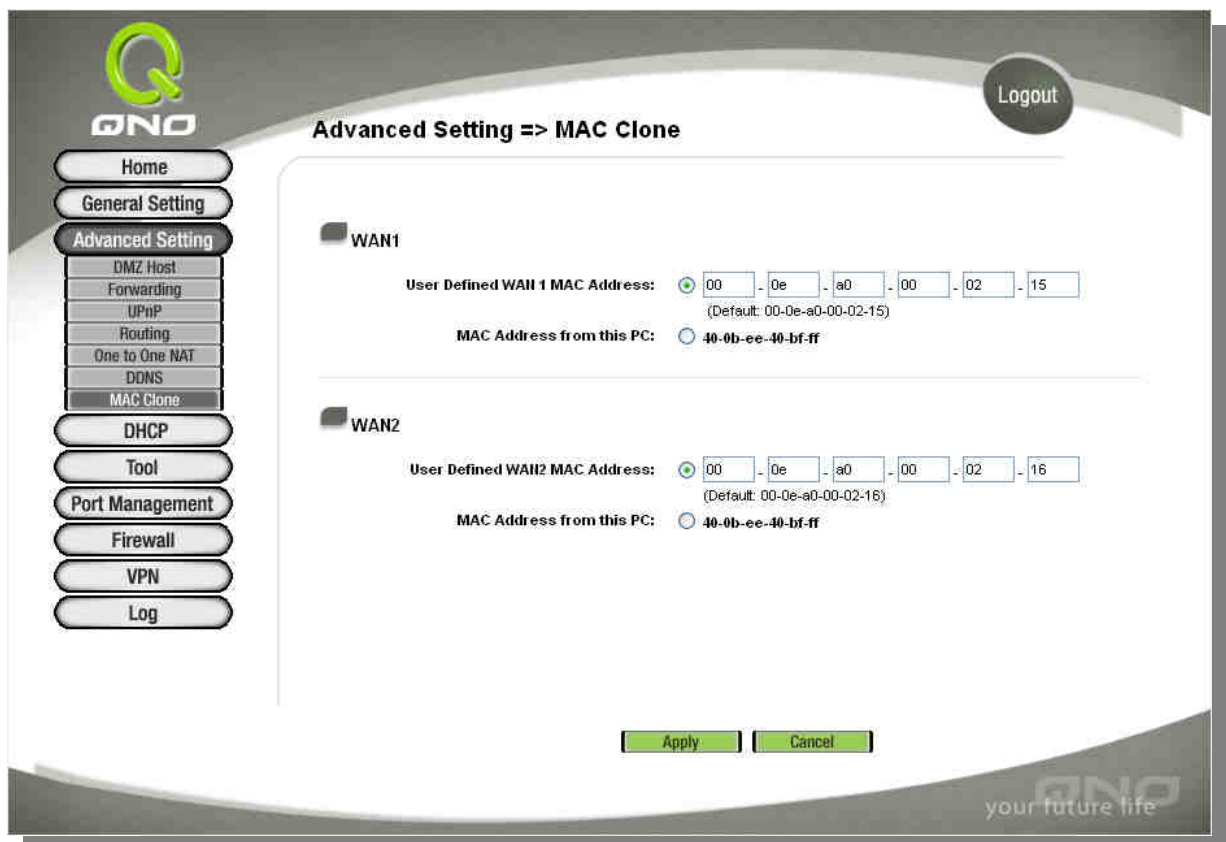 QNO
Logout
Advanced Setting => MAC Clone
Home
General Setting
Advanced Setting
DMZ Host
Forwarding
UPnP
Routing
One to One NAT
DDNS
MAC Clone
DHCP
Tool
Port Management
Firewall
VPN
Log
WAN1
User Defined WAN 1 MAC Address: 00 - 0e - a0 - 00 - 02 - 15
(Default: 00-0e-a0-00-02-15)
MAC Address from this PC: 40-0b-ee-40-bf-ff
WAN2
User Defined WAN2 MAC Address: 00 - 0e - a0 - 00 - 02 - 16
(Default: 00-0e-a0-00-02-16)
MAC Address from this PC: 40-0b-ee-40-bf-ff
Apply Cancel
QNO
your future life